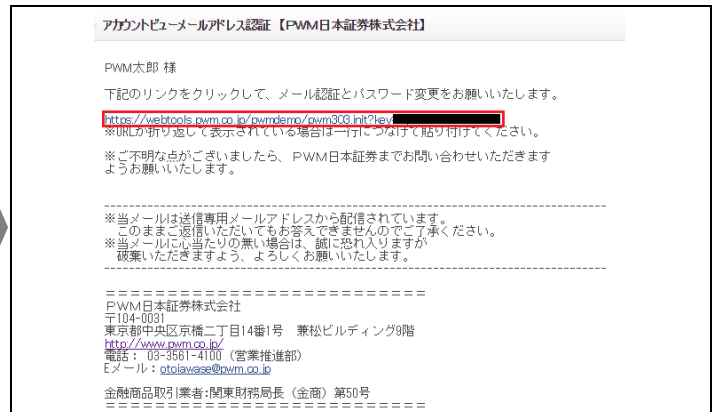 アカウントビューメールアドレス認証【PWM日本証券株式会社】
PWM太郎 様
下記のリンクをクリックして、メール認証とパスワード変更をお願いいたします。
https://webtools.pwm.co.jp/pwmdemo/pwm303.init?key
※URLが折り返して表示されている場合は一行につなげて貼り付けてください。
※ご不明な点がございましたら、PWM日本証券までお問い合わせいただきます
ようお願いいたします。
--------------------------------------------------------------------------------
※当メールは送信専用メールアドレスから配信されています。
このままご返信いただいてもお答えできませんのでご了承ください。
※当メールに心当たりの無い場合は、誠に恐れ入りますが
破棄いただきますよう、よろしくお願いいたします。
--------------------------------------------------------------------------------
==========================
PWM日本証券株式会社
〒104-0031
東京都中央区京橋二丁目14番1号 兼松ビルディング9階
http://www.pwm.co.jp/
電話： 03-3561-4100（営業推進部）
Eメール：otoiawase@pwm.co.jp
金融商品取引業者:関東財務局長（金商）第50号
==========================